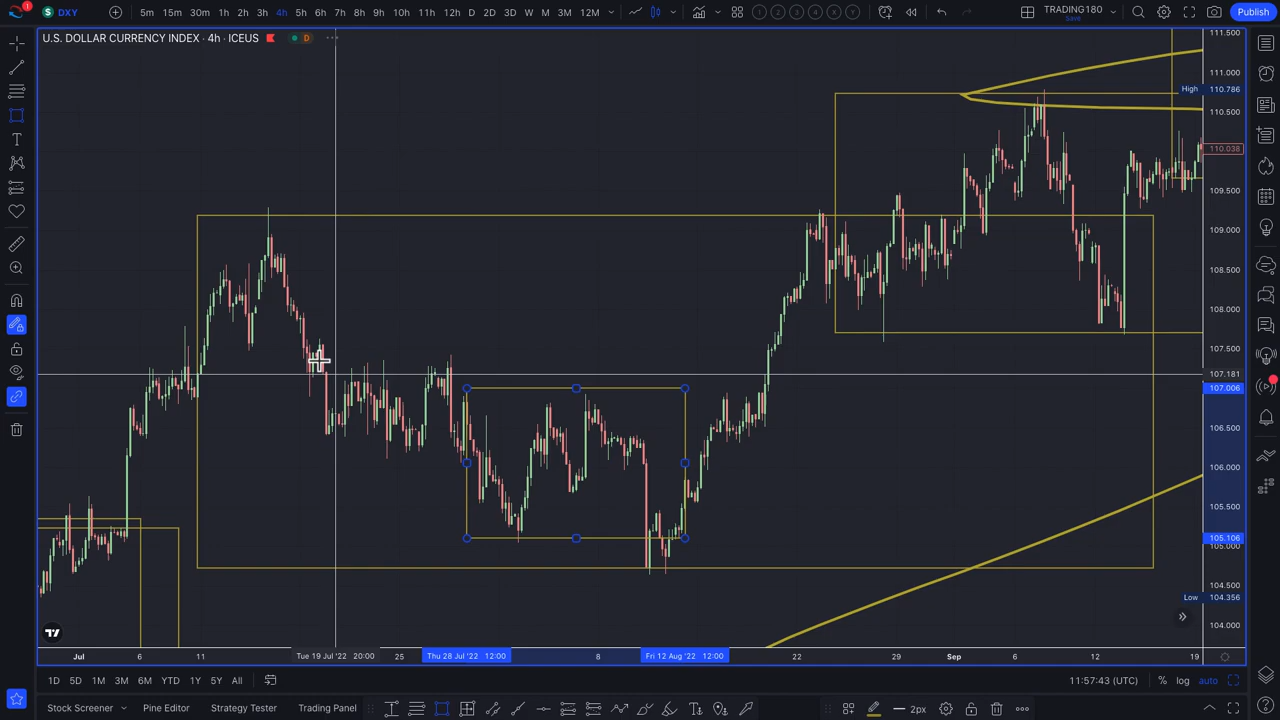 11
DXY
5m 15m 30m 1h 2h 3h 4h 5h 6h 7h 8h 9h 10h 11h 12h D 2D 3D W M 3M 12M
1 2 3 4 C X Y
TRADING180
save
Publish
U.S. DOLLAR CURRENCY INDEX · 4h · ICEUS
D
111.500
111.000
High 110.786
110.500
110.038
109.500
109.000
108.500
108.000
107.500
107.181
107.006
106.500
106.000
105.500
105.106
105.000
104.500
Low 104.356
104.000
Jul 6 11 Tue 19 Jul '22 20:00 25 Thu 28 Jul '22 12:00 8 Fri 12 Aug '22 12:00 22 29 Sep 6 12 19
1D 5D 1M 3M 6M YTD 1Y 5Y All
11:57:43 (UTC) % log auto
Stock Screener Pine Editor Strategy Tester Trading Panel
2px